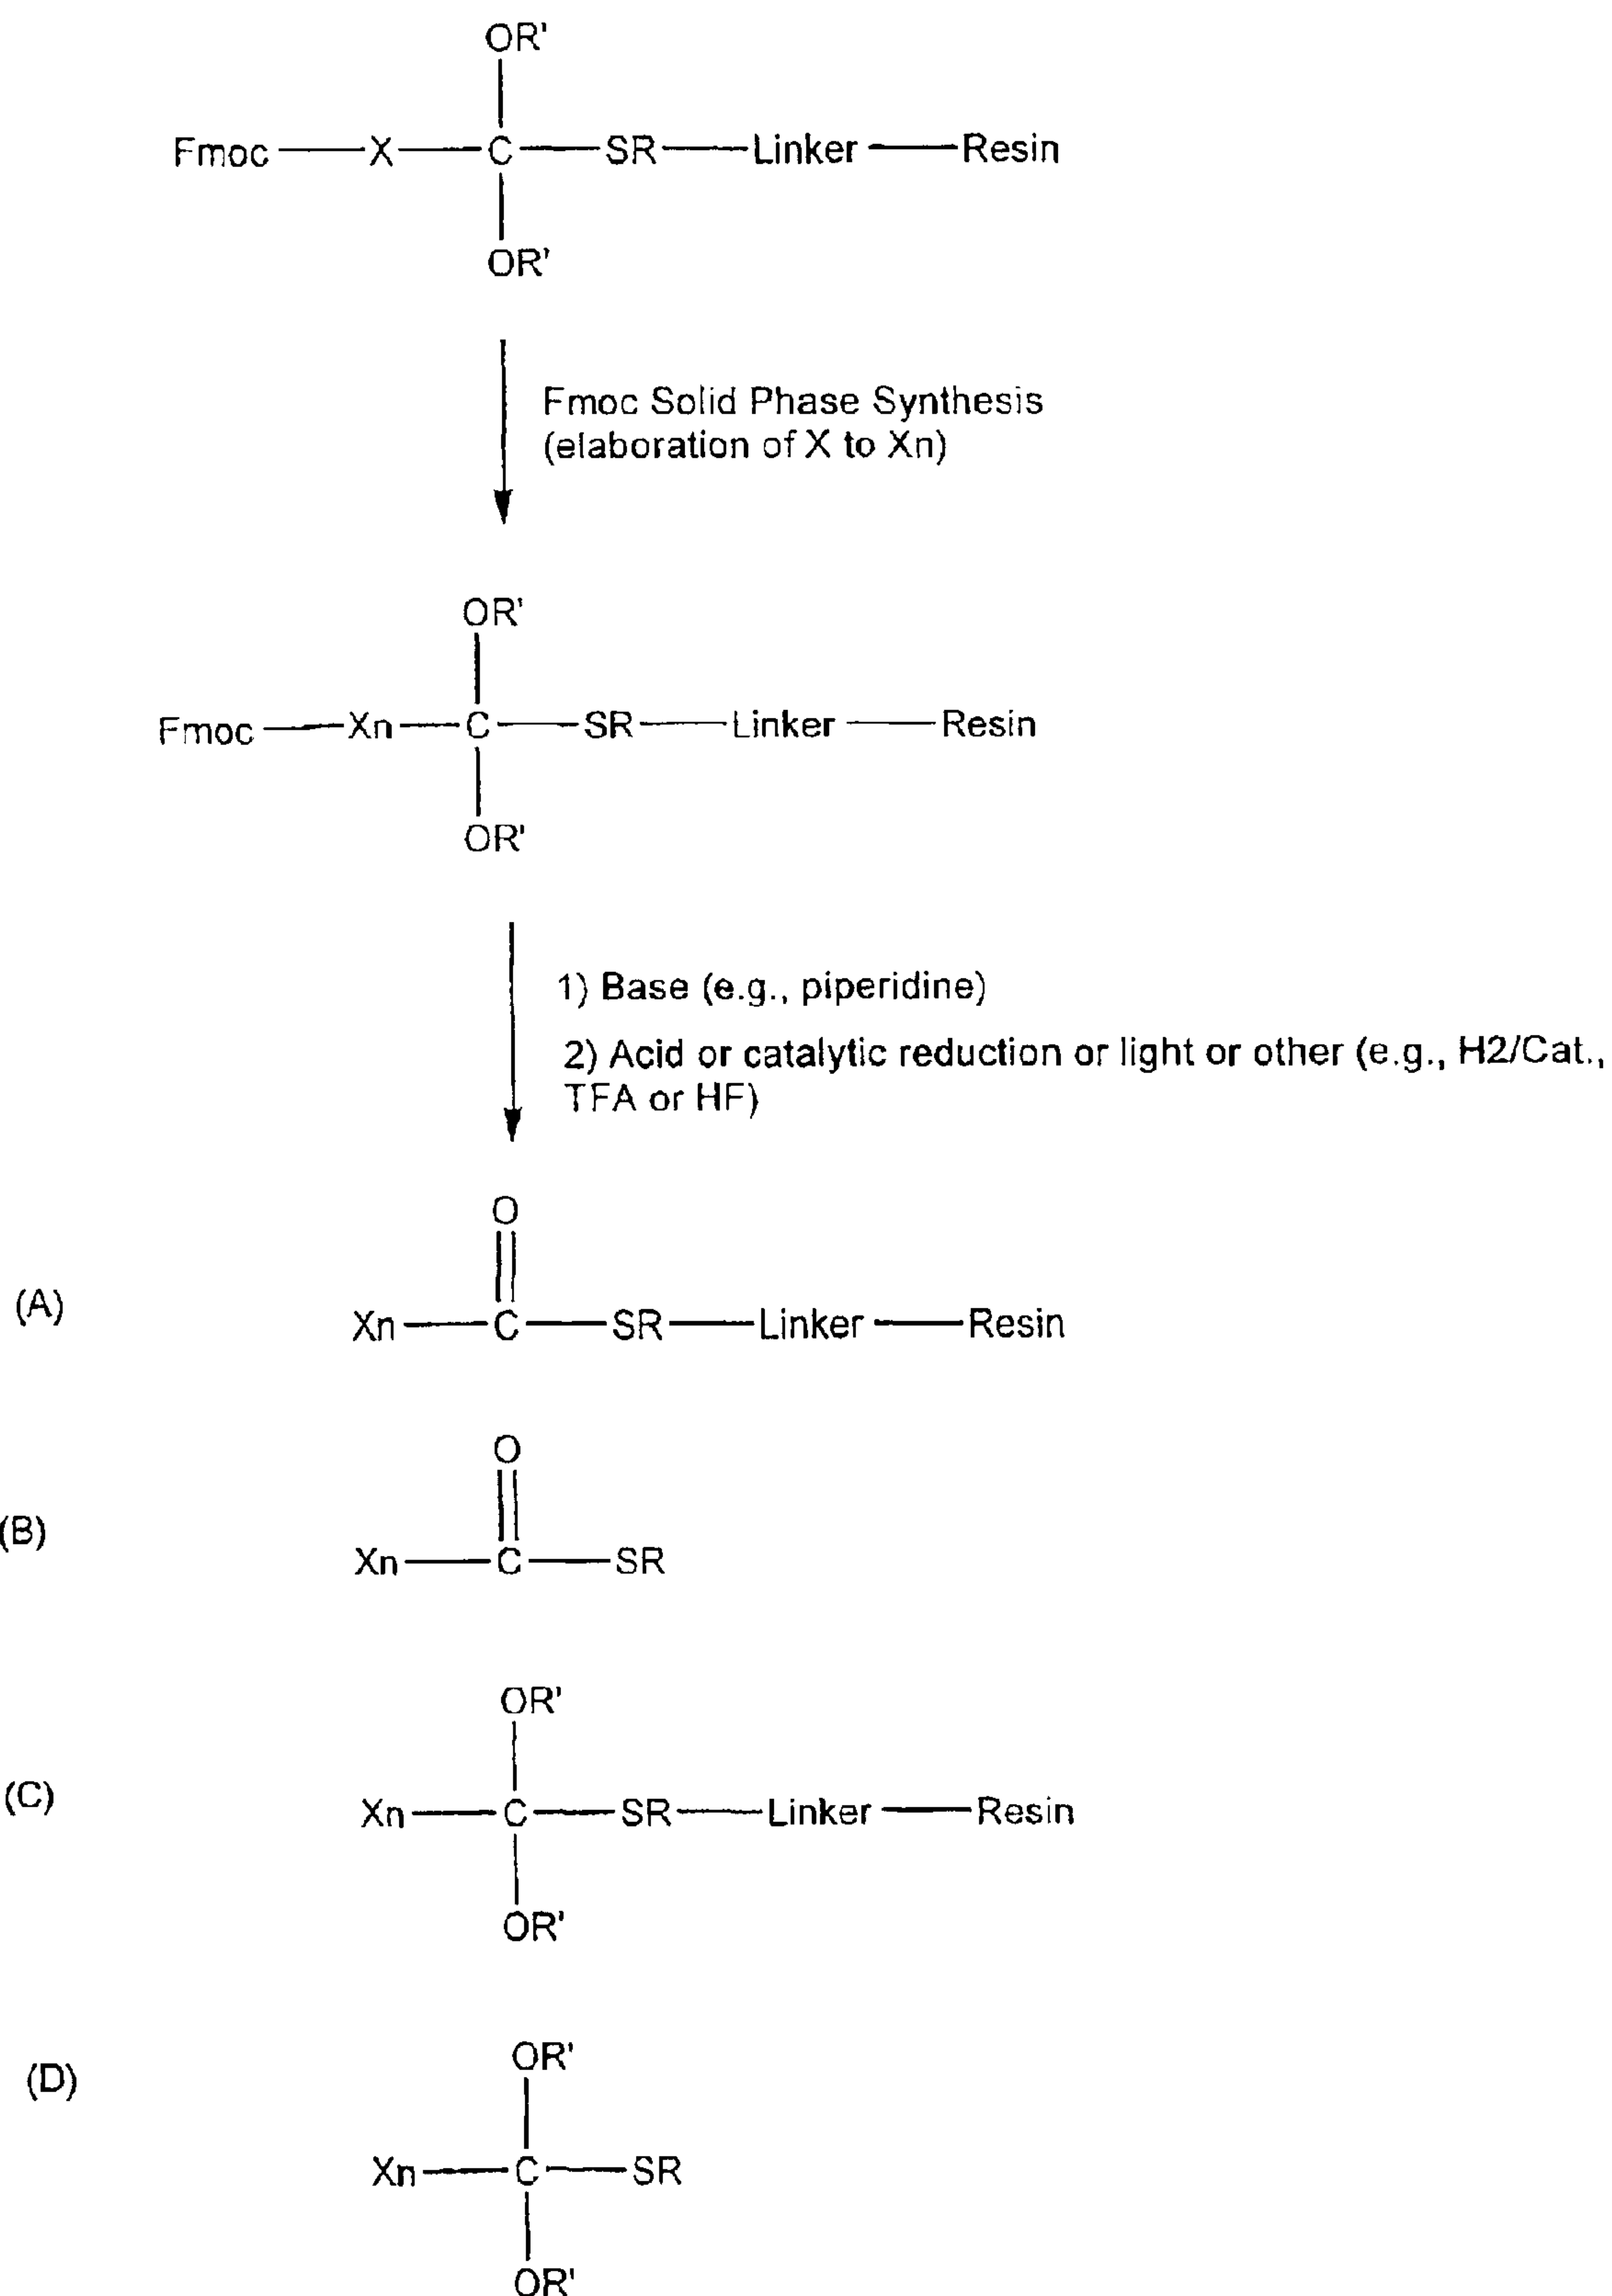 OR'
Fmoc X C SR Linker Resin
OR'
Fmoc Solid Phase Synthesis
(elaboration of X to Xn)
OR'
Fmoc Xn C SR Linker Resin
OR'
1) Base (e.g., piperidine)
2) Acid or catalytic reduction or light or other (e.g., H2/Cat.,
TFA or HF)
O
(A) Xn C SR Linker Resin
O
(B) Xn C SR
OR'
(C) Xn C SR Linker Resin
OR'
OR'
(D) Xn C SR
OR'